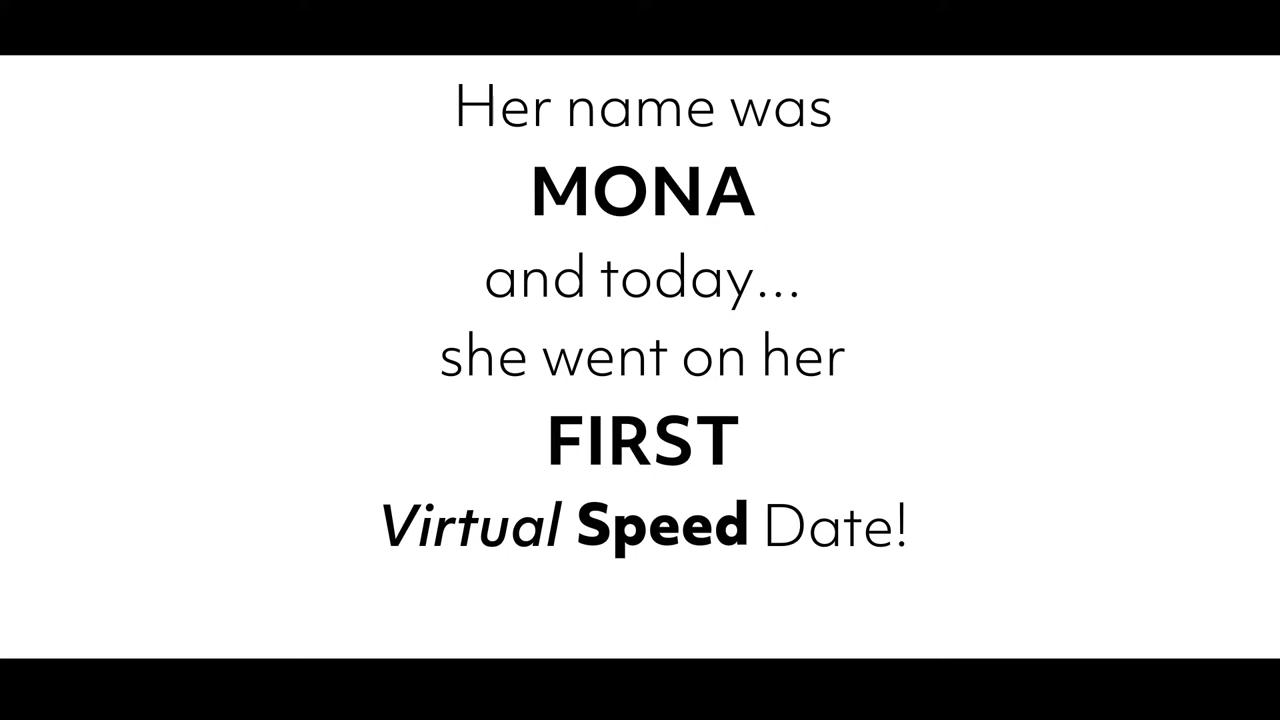 Her name was
MONA
and today...
she went on her
FIRST
Virtual Speed Date!